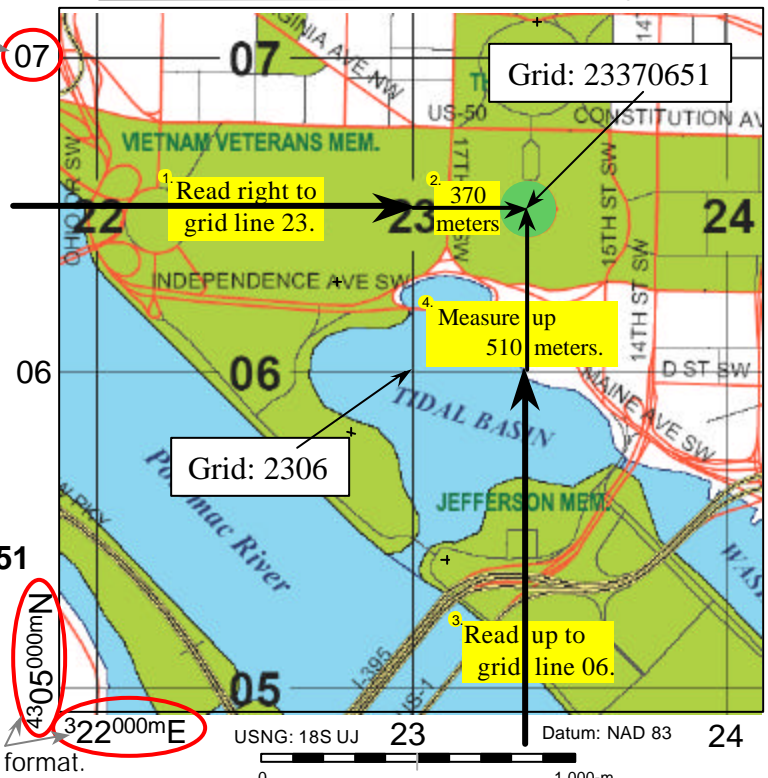 07
07
VIRGINIA AVE NW
14T
Grid: 23370651
US-50
CONSTITUTION AV
VIETNAM VETERANS MEM.
OHIO DR SW
1.
Read right to
grid line 23.
17TH
SW
2.
370
meters
15TH ST SW
22
23
24
INDEPENDENCE AVE SW
14TH ST SW
4.
Measure up
510 meters.
06
06
D ST SW
MAINE AVE SW
TIDAL BASIN
Grid: 2306
JEFFERSON MEM.
Potomac River
PKY
WAS
51
3.
Read up to
grid line 06.
I-395
US-1
05
4305000mN
322000mE
23
24
USNG: 18S UJ
Datum: NAD 83
format.
0
1,000 m